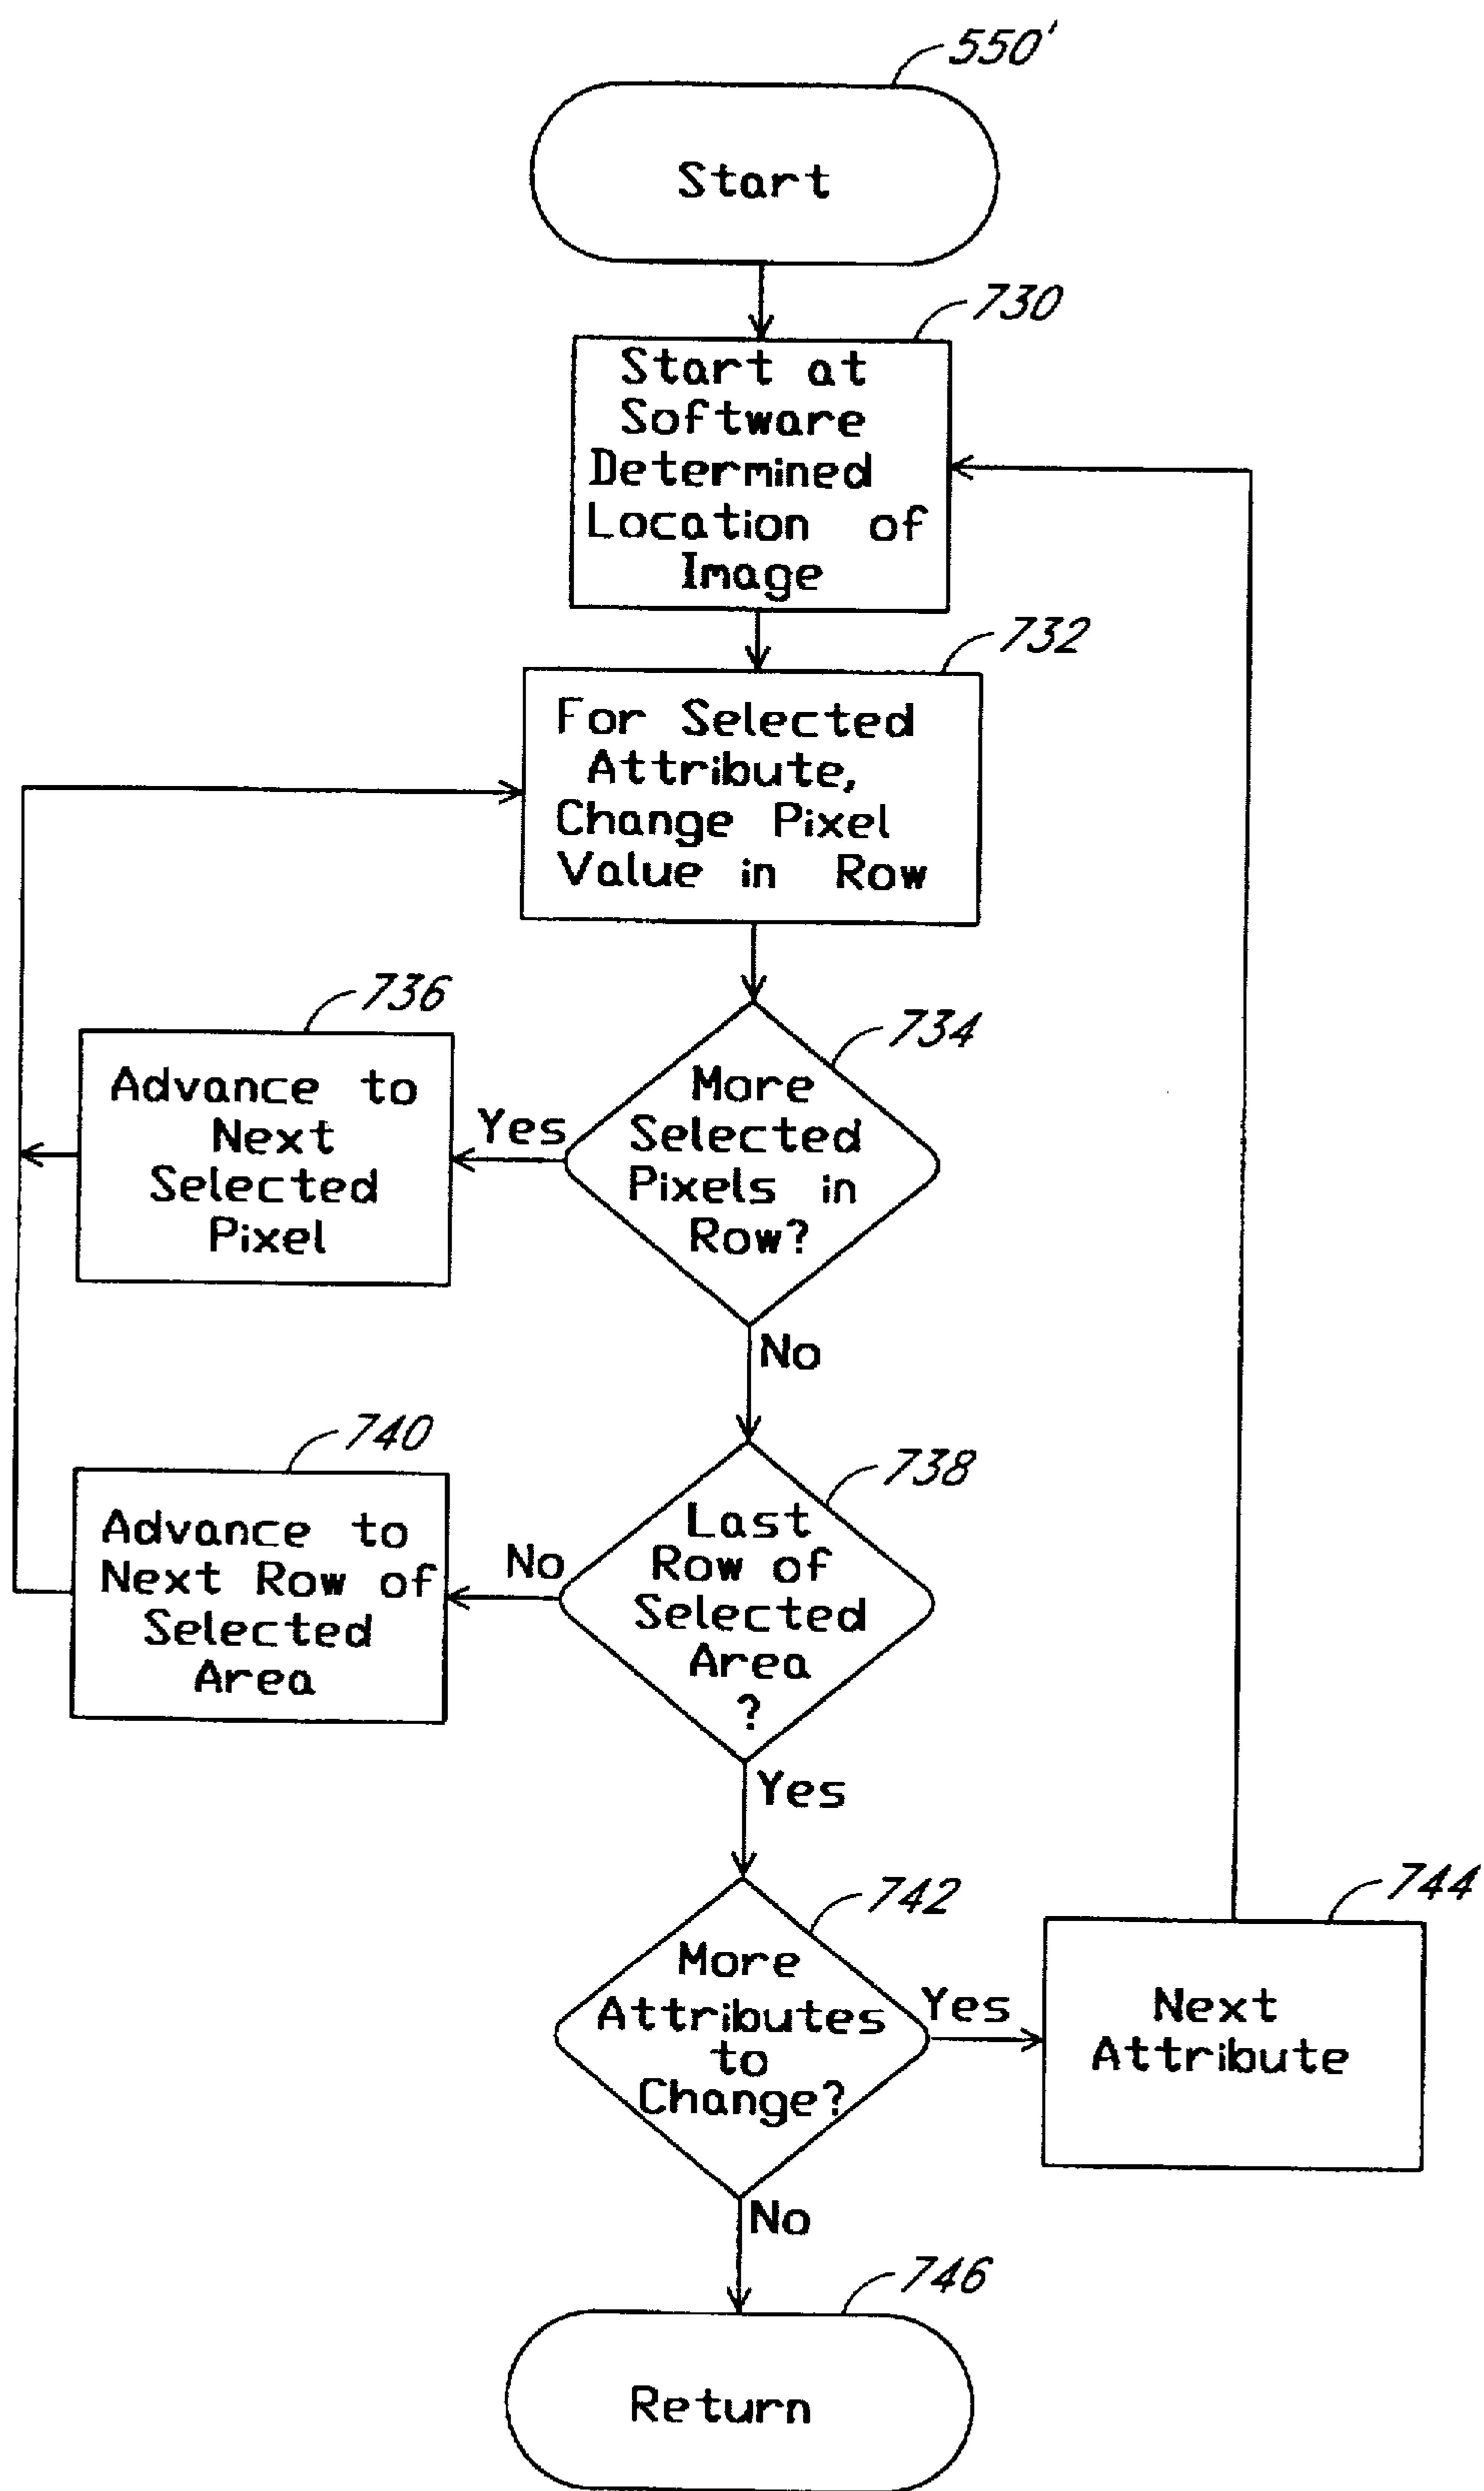 550'
Start
730
Start at
Software
Determined
Location of
Image
732
For Selected
Attribute,
Change Pixel
Value in Row
736
Advance to
Next
Selected
Pixel
Yes
734
More
Selected
Pixels in
Row?
No
740
Advance to
Next Row of
Selected
Area
No
738
Last
Row of
Selected
Area
?
Yes
742
More
Attributes
to
Change?
Yes
744
Next
Attribute
No
746
Return